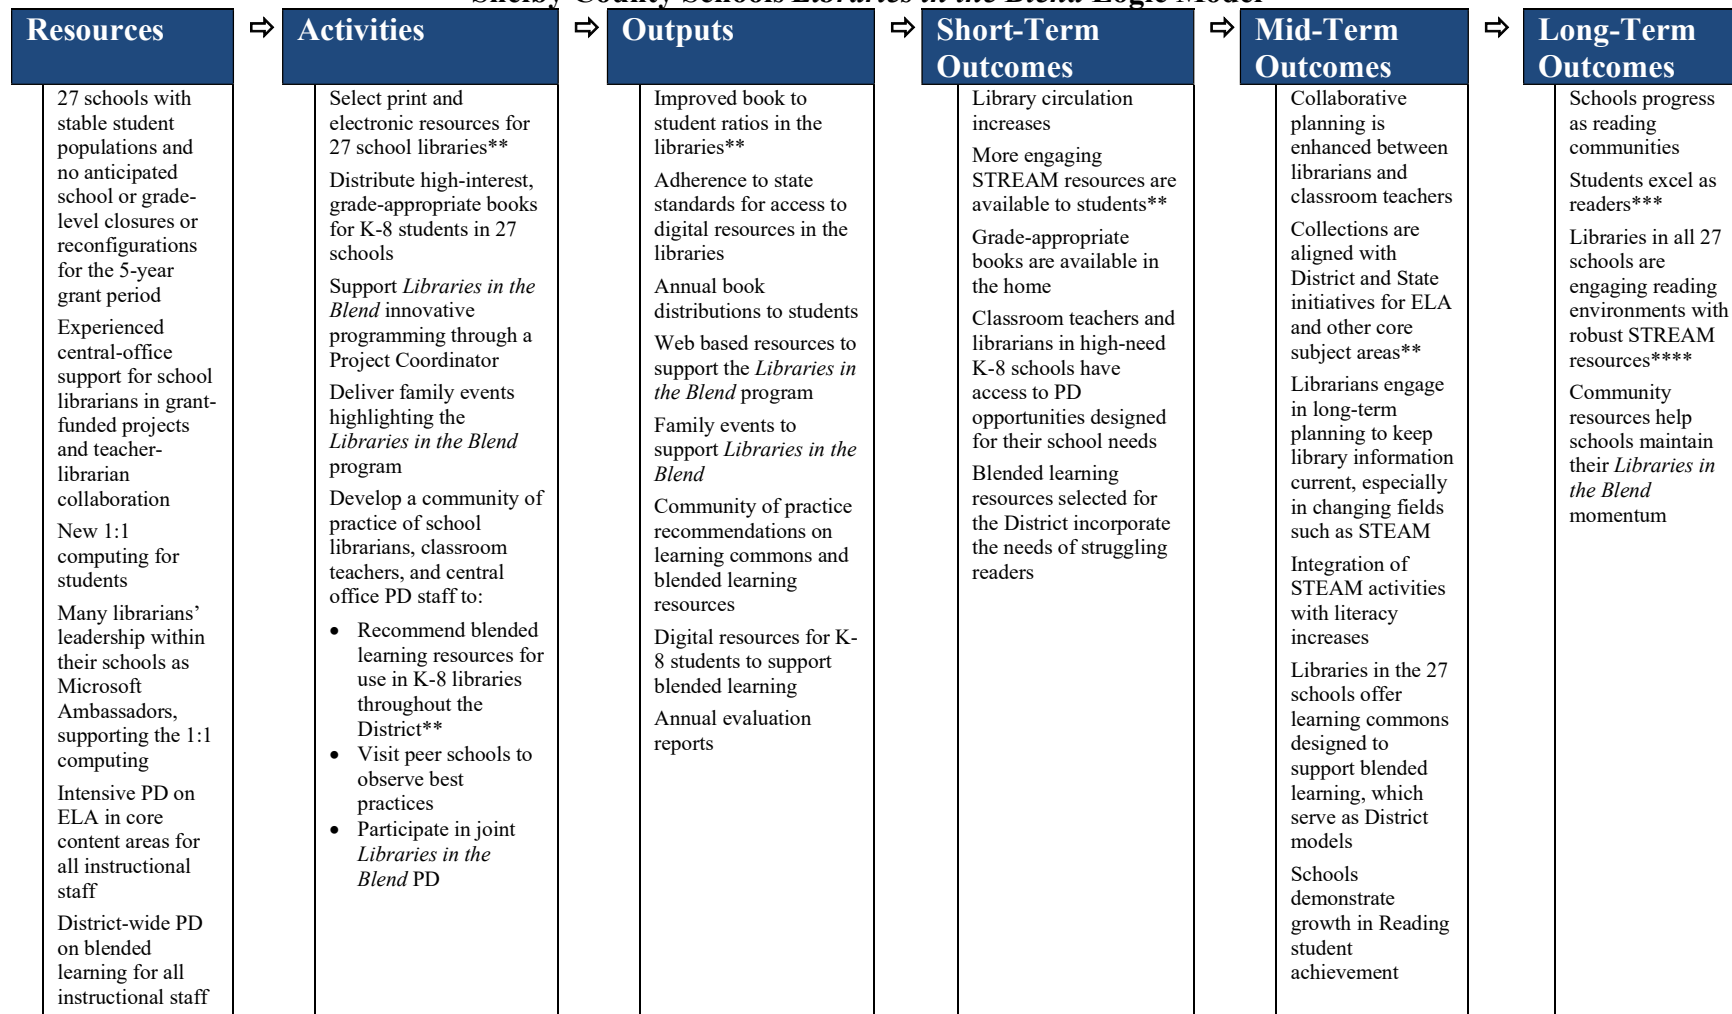 Shelby County Schools Libraries in the Blend Logic Model
Resources
27 schools with
stable student
populations and
no anticipated
school or grade-
level closures or
reconfigurations
for the 5-year
grant period
Experienced
central-office
support for school
librarians in grant-
funded projects
and teacher-
librarian
collaboration
New 1:1
computing for
students
Many librarians’
leadership within
their schools as
Microsoft
Ambassadors,
supporting the 1:1
computing
Intensive PD on
ELA in core
content areas for
all instructional
staff
District-wide PD
on blended
learning for all
instructional staff
⇨
Activities
Select print and
electronic resources for
27 school libraries**
Distribute high-interest,
grade-appropriate books
for K-8 students in 27
schools
Support Libraries in the
Blend innovative
programming through a
Project Coordinator
Deliver family events
highlighting the
Libraries in the Blend
program
Develop a community of
practice of school
librarians, classroom
teachers, and central
office PD staff to:
• Recommend blended
learning resources for
use in K-8 libraries
throughout the
District**
• Visit peer schools to
observe best
practices
• Participate in joint
Libraries in the
Blend PD
⇨
Outputs
Improved book to
student ratios in the
libraries**
Adherence to state
standards for access to
digital resources in the
libraries
Annual book
distributions to students
Web based resources to
support the Libraries in
the Blend program
Family events to
support Libraries in the
Blend
Community of practice
recommendations on
learning commons and
blended learning
resources
Digital resources for K-
8 students to support
blended learning
Annual evaluation
reports
⇨
Short-Term
Outcomes
Library circulation
increases
More engaging
STREAM resources are
available to students**
Grade-appropriate
books are available in
the home
Classroom teachers and
librarians in high-need
K-8 schools have
access to PD
opportunities designed
for their school needs
Blended learning
resources selected for
the District incorporate
the needs of struggling
readers
⇨
Mid-Term
Outcomes
Collaborative
planning is
enhanced between
librarians and
classroom teachers
Collections are
aligned with
District and State
initiatives for ELA
and other core
subject areas**
Librarians engage
in long-term
planning to keep
library information
current, especially
in changing fields
such as STEAM
Integration of
STEAM activities
with literacy
increases
Libraries in the 27
schools offer
learning commons
designed to
support blended
learning, which
serve as District
models
Schools
demonstrate
growth in Reading
student
achievement
⇨
Long-Term
Outcomes
Schools progress
as reading
communities
Students excel as
readers***
Libraries in all 27
schools are
engaging reading
environments with
robust STREAM
resources****
Community
resources help
schools maintain
their Libraries in
the Blend
momentum